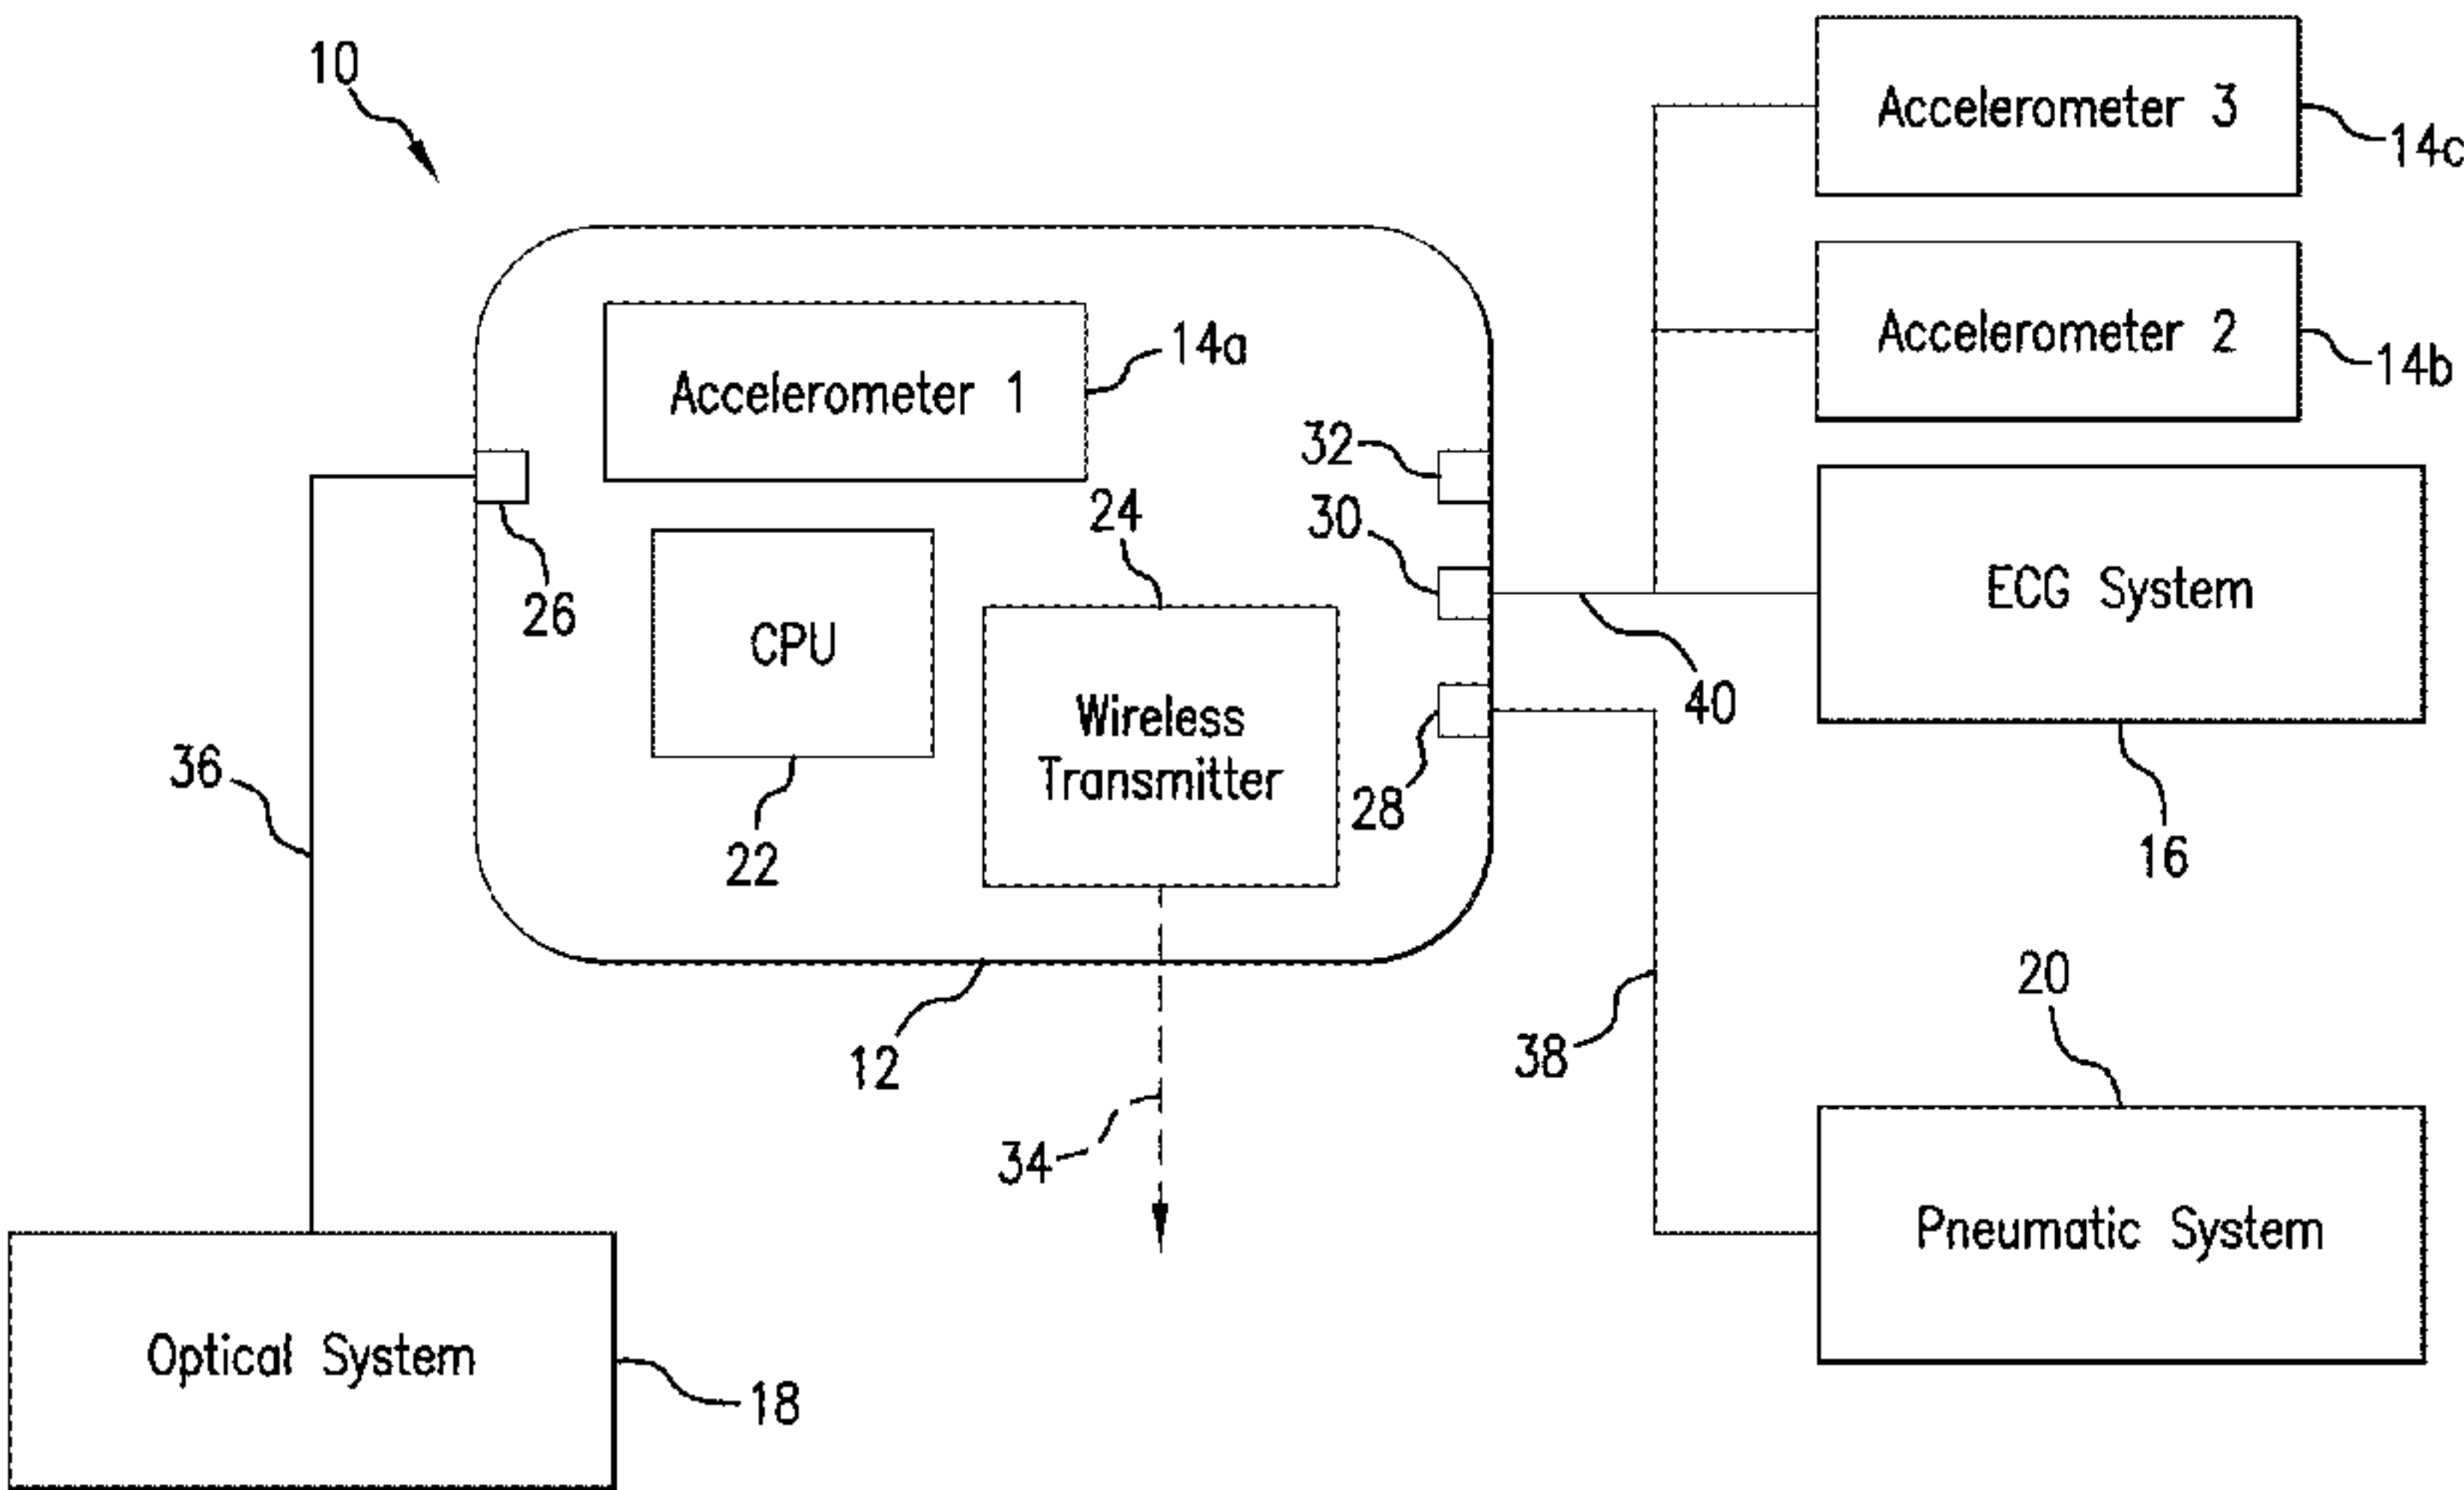 10
Accelerometer 3
14c
Accelerometer 2
14b
Accelerometer 1
14a
32
30
24
26
CPU
22
Wireless
Transmitter
28
ECG System
40
16
36
12
34
38
20
Pneumatic System
Optical System
18